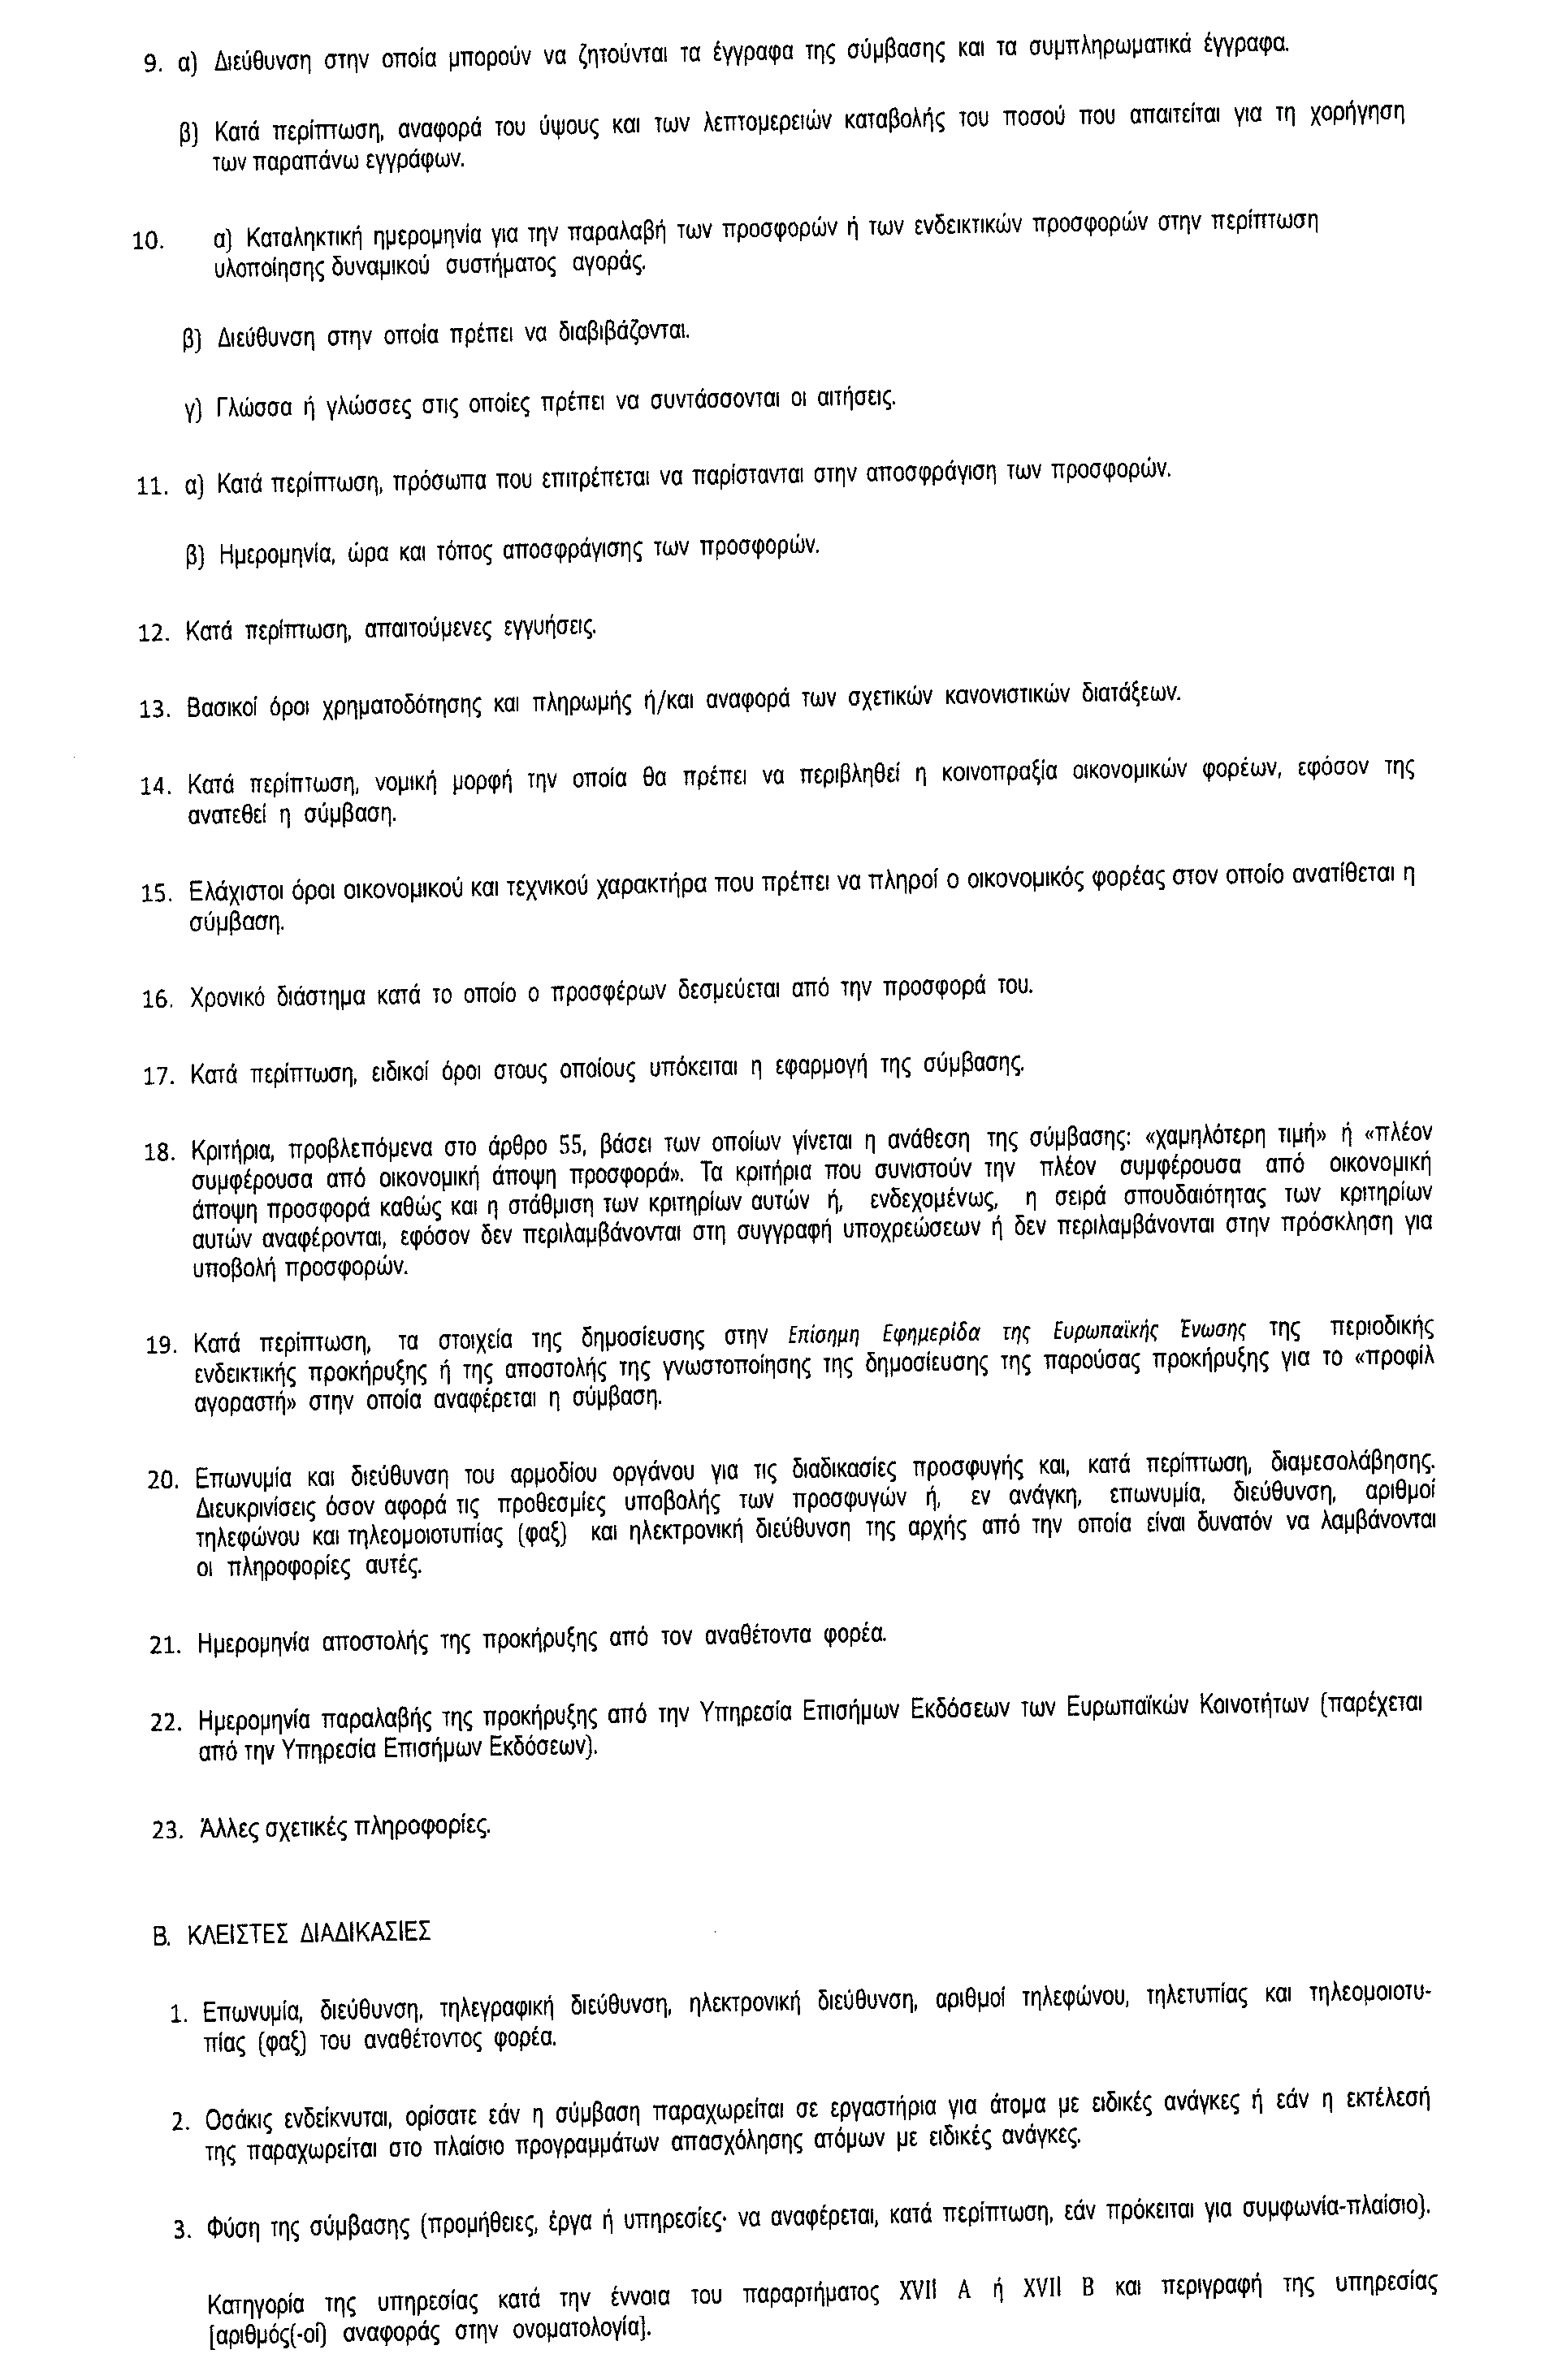 9. α) Διεύθυνση στην οποία μπορούν να ζητούνται τα έγγραφα της σύμβασης και τα συμπληρωματικά έγγραφα.
β) Κατά περίπτωση, αναφορά του ύψους και των λεπτομερειών καταβολής του ποσού που απαιτείται για τη χορήγηση
των παραπάνω εγγράφων.
10. α) Καταληκτική ημερομηνία για την παραλαβή των προσφορών ή των ενδεικτικών προσφορών στην περίπτωση
υλοποίησης δυναμικού συστήματος αγοράς.
β) Διεύθυνση στην οποία πρέπει να διαβιβάζονται.
γ) Γλώσσα ή γλώσσες στις οποίες πρέπει να συντάσσονται οι αιτήσεις.
11. α) Κατά περίπτωση, πρόσωπα που επιτρέπεται να παρίστανται στην αποσφράγιση των προσφορών.
β) Ημερομηνία, ώρα και τόπος αποσφράγισης των προσφορών.
12. Κατά περίπτωση, απαιτούμενες εγγυήσεις.
13. Βασικοί όροι χρηματοδότησης και πληρωμής ή/και αναφορά των σχετικών κανονιστικών διατάξεων.
14. Κατά περίπτωση, νομική μορφή την οποία θα πρέπει να περιβληθεί η κοινοπραξία οικονομικών φορέων, εφόσον της
ανατεθεί η σύμβαση.
15. Ελάχιστοι όροι οικονομικού και τεχνικού χαρακτήρα που πρέπει να πληροί ο οικονομικός φορέας στον οποίο ανατίθεται η
σύμβαση.
16. Χρονικό διάστημα κατά το οποίο ο προσφέρων δεσμεύεται από την προσφορά του.
17. Κατά περίπτωση, ειδικοί όροι στους οποίους υπόκειται η εφαρμογή της σύμβασης.
18. Κριτήρια, προβλεπόμενα στο άρθρο 55, βάσει των οποίων γίνεται η ανάθεση της σύμβασης: «χαμηλότερη τιμή» ή «πλέον
συμφέρουσα από οικονομική άποψη προσφορά». Τα κριτήρια που συνιστούν την πλέον συμφέρουσα από οικονομική
άποψη προσφορά καθώς και η στάθμιση των κριτηρίων αυτών ή, ενδεχομένως, η σειρά σπουδαιότητας των κριτηρίων
αυτών αναφέρονται, εφόσον δεν περιλαμβάνονται στη συγγραφή υποχρεώσεων ή δεν περιλαμβάνονται στην πρόσκληση για
υποβολή προσφορών.
19. Κατά περίπτωση, τα στοιχεία της δημοσίευσης στην Επίσημη Εφημερίδα της Ευρωπαϊκής Ένωσης της περιοδικής
ενδεικτικής προκήρυξης ή της αποστολής της γνωστοποίησης της δημοσίευσης της παρούσας προκήρυξης για το «προφίλ
αγοραστή» στην οποία αναφέρεται η σύμβαση.
20. Επωνυμία και διεύθυνση του αρμοδίου οργάνου για τις διαδικασίες προσφυγής και, κατά περίπτωση, διαμεσολάβησης.
Διευκρινίσεις όσον αφορά τις προθεσμίες υποβολής των προσφυγών ή, εν ανάγκη, επωνυμία, διεύθυνση, αριθμοί
τηλεφώνου και τηλεομοιοτυπίας (φαξ) και ηλεκτρονική διεύθυνση της αρχής από την οποία είναι δυνατόν να λαμβάνονται
οι πληροφορίες αυτές.
21. Ημερομηνία αποστολής της προκήρυξης από τον αναθέτοντα φορέα.
22. Ημερομηνία παραλαβής της προκήρυξης από την Υπηρεσία Επισήμων Εκδόσεων των Ευρωπαϊκών Κοινοτήτων (παρέχεται
από την Υπηρεσία Επισήμων Εκδόσεων).
23. Άλλες σχετικές πληροφορίες.
Β. ΚΛΕΙΣΤΕΣ ΔΙΑΔΙΚΑΣΙΕΣ
1. Επωνυμία, διεύθυνση, τηλεγραφική διεύθυνση, ηλεκτρονική διεύθυνση, αριθμοί τηλεφώνου, τηλετυπίας και τηλεομοιοτυ-
πίας (φαξ) του αναθέτοντος φορέα.
2. Οσάκις ενδείκνυται, ορίσατε εάν η σύμβαση παραχωρείται σε εργαστήρια για άτομα με ειδικές ανάγκες ή εάν η εκτέλεσή
της παραχωρείται στο πλαίσιο προγραμμάτων απασχόλησης ατόμων με ειδικές ανάγκες.
3. Φύση της σύμβασης (προμήθειες, έργα ή υπηρεσίες· να αναφέρεται, κατά περίπτωση, εάν πρόκειται για συμφωνία-πλαίσιο).
Κατηγορία της υπηρεσίας κατά την έννοια του παραρτήματος XVII Α ή XVII Β και περιγραφή της υπηρεσίας
[αριθμός(-οί) αναφοράς στην ονοματολογία].